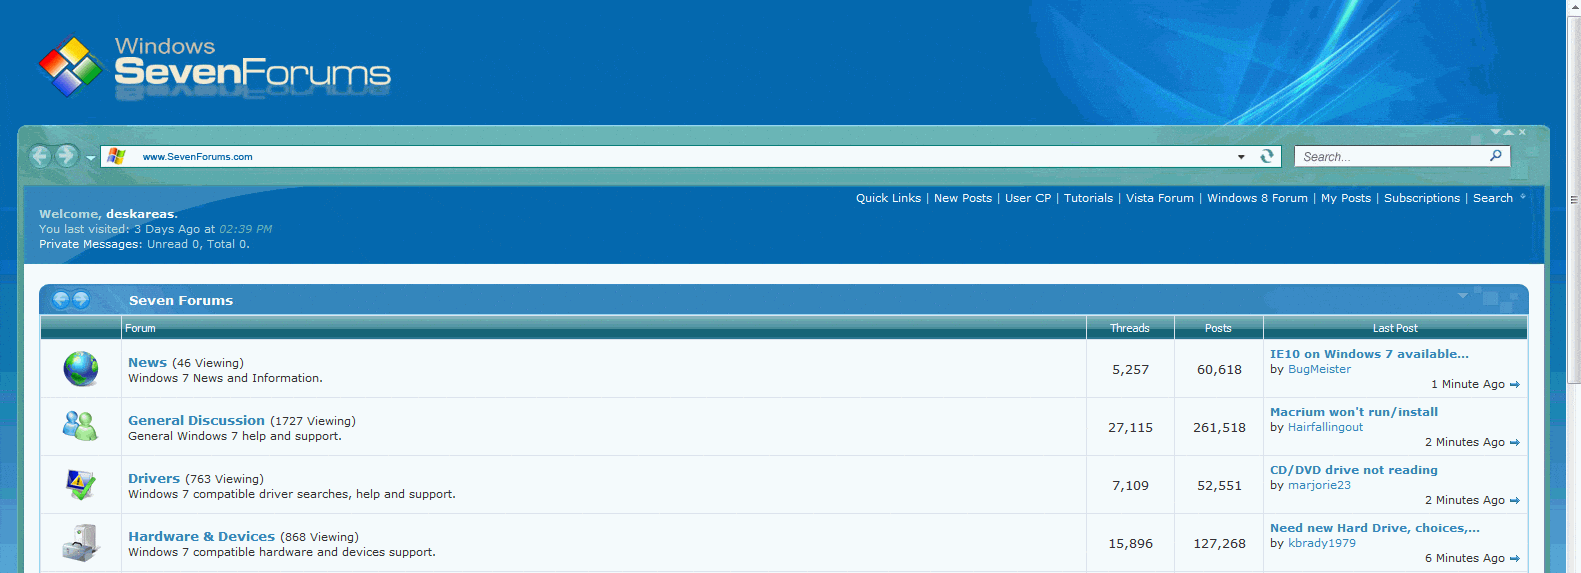 Windows
SevenForums
www.SevenForums.com
Search...
Quick Links | New Posts | User CP | Tutorials | Vista Forum | Windows 8 Forum | My Posts | Subscriptions | Search
Welcome, deskareas.
You last visited: 3 Days Ago at 02:39 PM
Private Messages: Unread 0, Total 0.
Seven Forums
Forum Threads Posts Last Post
News (46 Viewing)
Windows 7 News and Information.
5,257
60,618
IE10 on Windows 7 available...
by BugMeister
1 Minute Ago
General Discussion (1727 Viewing)
General Windows 7 help and support.
27,115
261,518
Macrium won't run/install
by Hairfallingout
2 Minutes Ago
Drivers (763 Viewing)
Windows 7 compatible driver searches, help and support.
7,109
52,551
CD/DVD drive not reading
by marjorie23
2 Minutes Ago
Hardware & Devices (868 Viewing)
Windows 7 compatible hardware and devices support.
15,896
127,268
Need new Hard Drive, choices,...
by kbrady1979
6 Minutes Ago